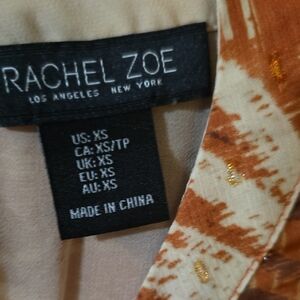 RACHEL ZOE
LOS ANGELES NEW YORK
US: XS
CA: XS/TP
UK: XS
EU: XS
AU: XS
MADE IN CHINA